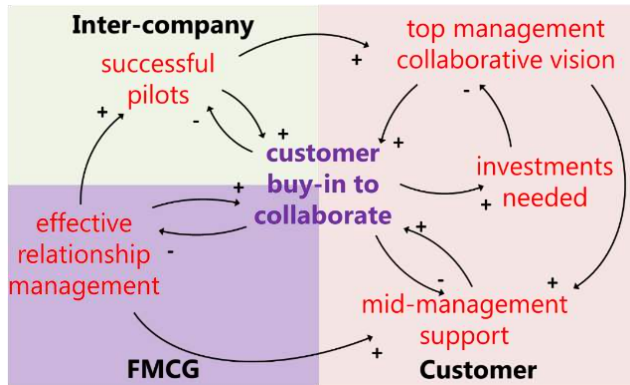 Inter-company
successful
pilots
+
top management
collaborative vision
+
-
+
+
-
+
customer
buy-in to
collaborate
investments
needed
+
effective
relationship
management
+
-
+
-
+
mid-management
support
+
FMCG
Customer